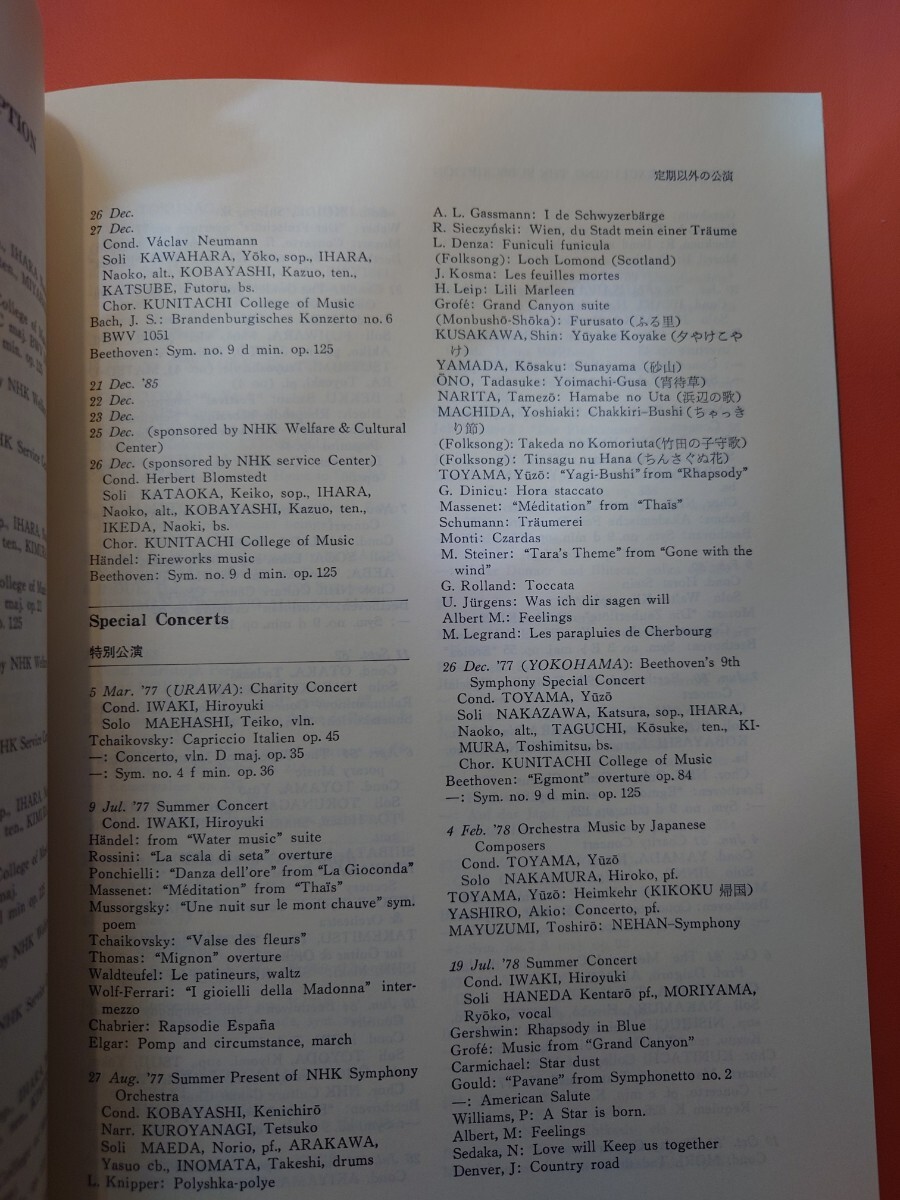 定期以外の公演
26 Dec.
27 Dec.
Cond. Václav Neumann
Soli KAWAHARA, Yōko, sop., IHARA,
Naoko, alt., KOBAYASHI, Kazuo, ten.,
KATSUBE, Futoru, bs.
Chor. KUNITACHI College of Music
Bach, J. S.: Brandenburgisches Konzerto no. 6
BWV 1051
Beethoven: Sym. no. 9 d min. op. 125
21 Dec. '85
22 Dec.
23 Dec.
25 Dec. (sponsored by NHK Welfare & Cultural
Center)
26 Dec. (sponsored by NHK service Center)
Cond. Herbert Blomstedt
Soli KATAOKA, Keiko, sop., IHARA,
Naoko, alt., KOBAYASHI, Kazuo, ten.,
IKEDA, Naoki, bs.
Chor. KUNITACHI College of Music
Händel: Fireworks music
Beethoven: Sym. no. 9 d min. op. 125
Special Concerts
特別公演
5 Mar. '77 (URAWA): Charity Concert
Cond. IWAKI, Hiroyuki
Solo MAEHASHI, Teiko, vln.
Tchaikovsky: Capriccio Italien op. 45
—: Concerto, vln. D maj. op. 35
—: Sym. no. 4 f min. op. 36
9 Jul. '77 Summer Concert
Cond. IWAKI, Hiroyuki
Händel: from “Water music” suite
Rossini: “La scala di seta” overture
Ponchielli: “Danza dell'ore” from “La Gioconda”
Massenet: “Méditation” from “Thaïs”
Mussorgsky: “Une nuit sur le mont chauve” sym.
poem
Tchaikovsky: “Valse des fleurs”
Thomas: “Mignon” overture
Waldteufel: Le patineurs, waltz
Wolf-Ferrari: “I gioielli della Madonna” inter-
mezzo
Chabrier: Rapsodie España
Elgar: Pomp and circumstance, march
27 Aug. '77 Summer Present of NHK Symphony
Orchestra
Cond. KOBAYASHI, Kenichirō
Narr. KUROYANAGI, Tetsuko
Soli MAEDA, Norio, pf., ARAKAWA,
Yasuo cb., INOMATA, Takeshi, drums
L. Knipper: Polyshka-polye
A. L. Gassmann: I de Schwyzerbärge
R. Sieczyński: Wien, du Stadt mein einer Träume
L. Denza: Funiculi funicula
(Folksong): Loch Lomond (Scotland)
J. Kosma: Les feuilles mortes
H. Leip: Lili Marleen
Grofé: Grand Canyon suite
(Monbushō-Shōka): Furusato (ふる里)
KUSAKAWA, Shin: Yūyake Koyake (夕やけこや
け)
YAMADA, Kōsaku: Sunayama (砂山)
ŌNO, Tadasuke: Yoimachi-Gusa (宵待草)
NARITA, Tamezō: Hamabe no Uta (浜辺の歌)
MACHIDA, Yoshiaki: Chakkiri-Bushi (ちゃっき
り節)
(Folksong): Takeda no Komoriuta(竹田の子守歌)
(Folksong): Tinsagu nu Hana (ちんさぐぬ花)
TOYAMA, Yūzō: “Yagi-Bushi” from “Rhapsody”
G. Dinicu: Hora staccato
Massenet: “Méditation” from “Thaïs”
Schumann: Träumerei
Monti: Czardas
M. Steiner: “Tara's Theme” from “Gone with the
wind”
G. Rolland: Toccata
U. Jürgens: Was ich dir sagen will
Albert M.: Feelings
M. Legrand: Les parapluies de Cherbourg
26 Dec. '77 (YOKOHAMA): Beethoven's 9th
Symphony Special Concert
Cond. TOYAMA, Yūzō
Soli NAKAZAWA, Katsura, sop., IHARA,
Naoko, alt., TAGUCHI, Kōsuke, ten., KI-
MURA, Toshimitsu, bs.
Chor. KUNITACHI College of Music
Beethoven: “Egmont” overture op. 84
—: Sym. no. 9 d min. op. 125
4 Feb. '78 Orchestra Music by Japanese
Composers
Cond. TOYAMA, Yūzō
Solo NAKAMURA, Hiroko, pf.
TOYAMA, Yūzō: Heimkehr (KIKOKU 帰国)
YASHIRO, Akio: Concerto, pf.
MAYUZUMI, Toshirō: NEHAN–Symphony
19 Jul. '78 Summer Concert
Cond. IWAKI, Hiroyuki
Soli HANEDA Kentarō pf., MORIYAMA,
Ryōko, vocal
Gershwin: Rhapsody in Blue
Grofé: Music from “Grand Canyon”
Carmichael: Star dust
Gould: “Pavane” from Symphonetto no. 2
—: American Salute
Williams, P: A Star is born.
Albert, M: Feelings
Sedaka, N: Love will Keep us together
Denver, J: Country road